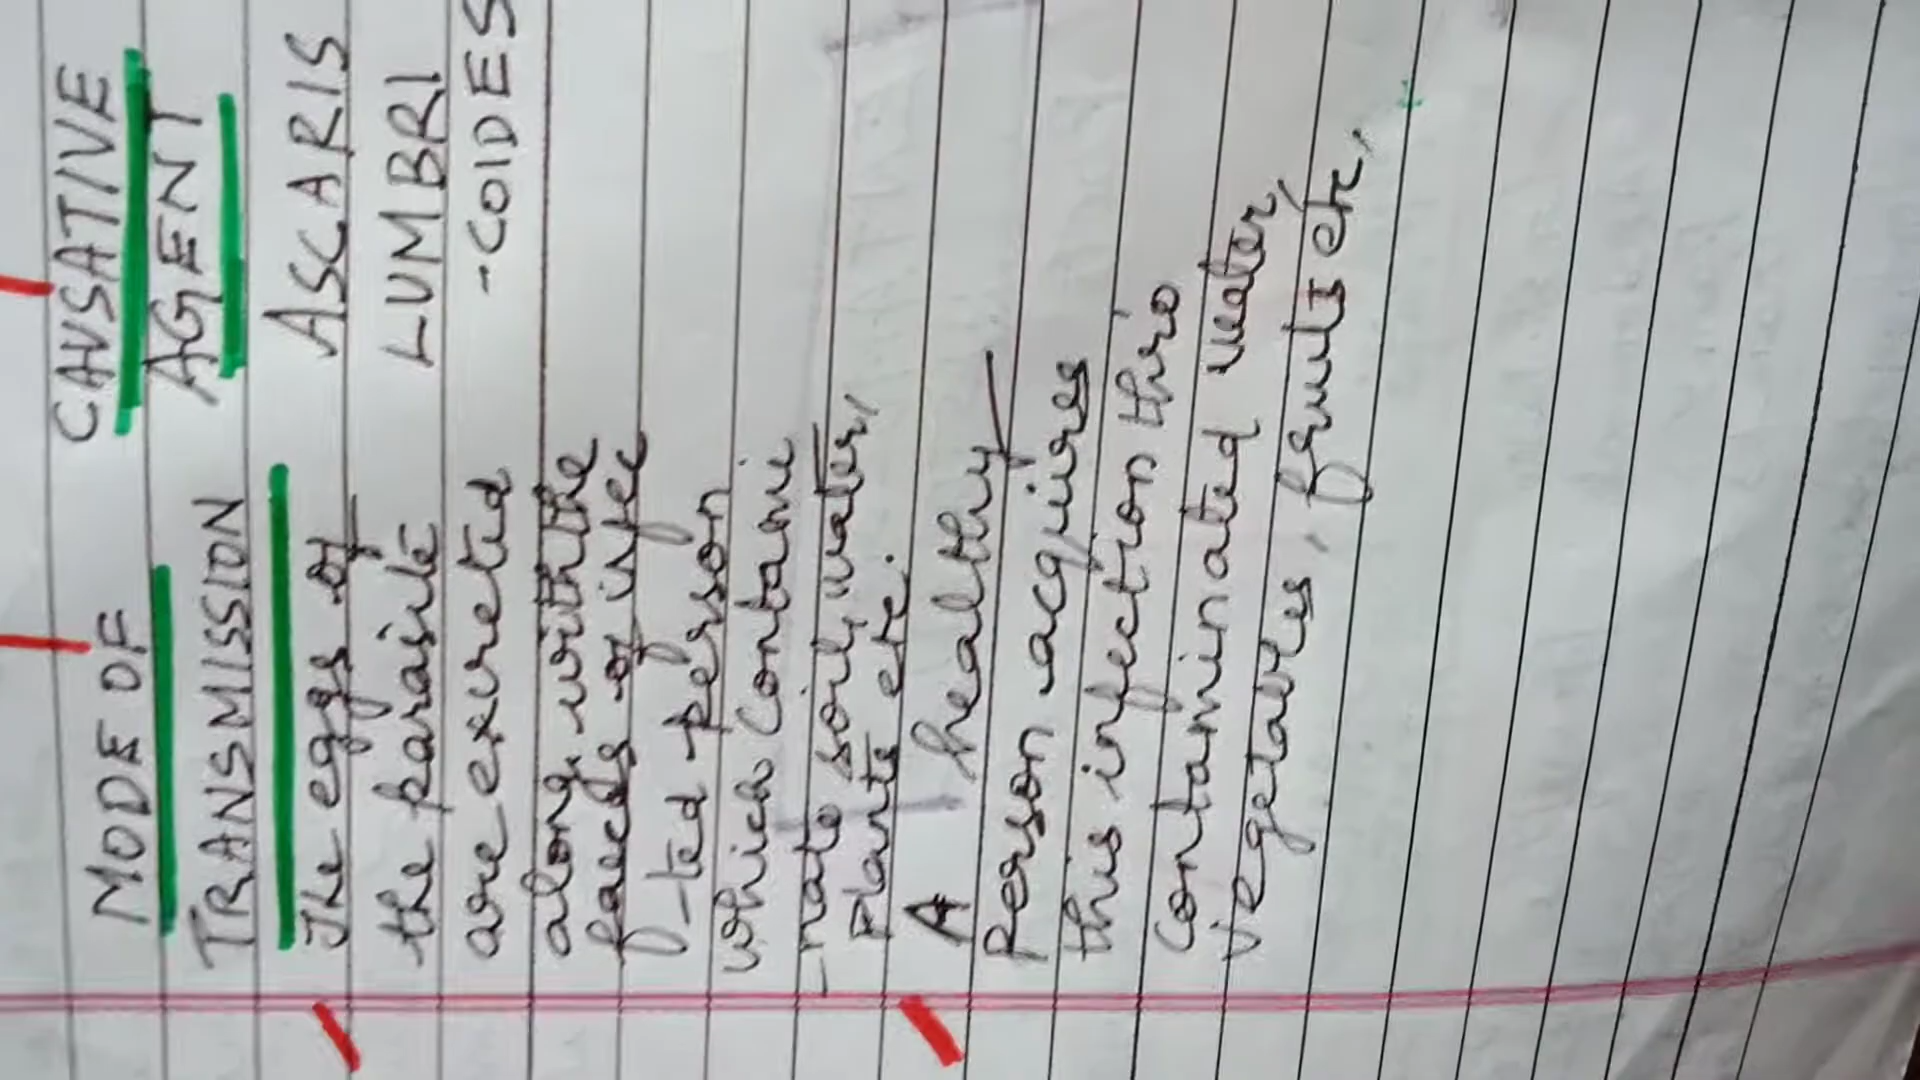 MODE OF
TRANSMISSION
The eggs of
the parasite
are excreted
along with the
faeces of infec
-ted person
which contami
-nate soil, water,
Plants etc.
A healthy
Person acquires
this infection thro
contaminated water,
vegetables, fruits etc.
CAUSATIVE
AGENT
ASCARIS
LUMBRI
-COIDES